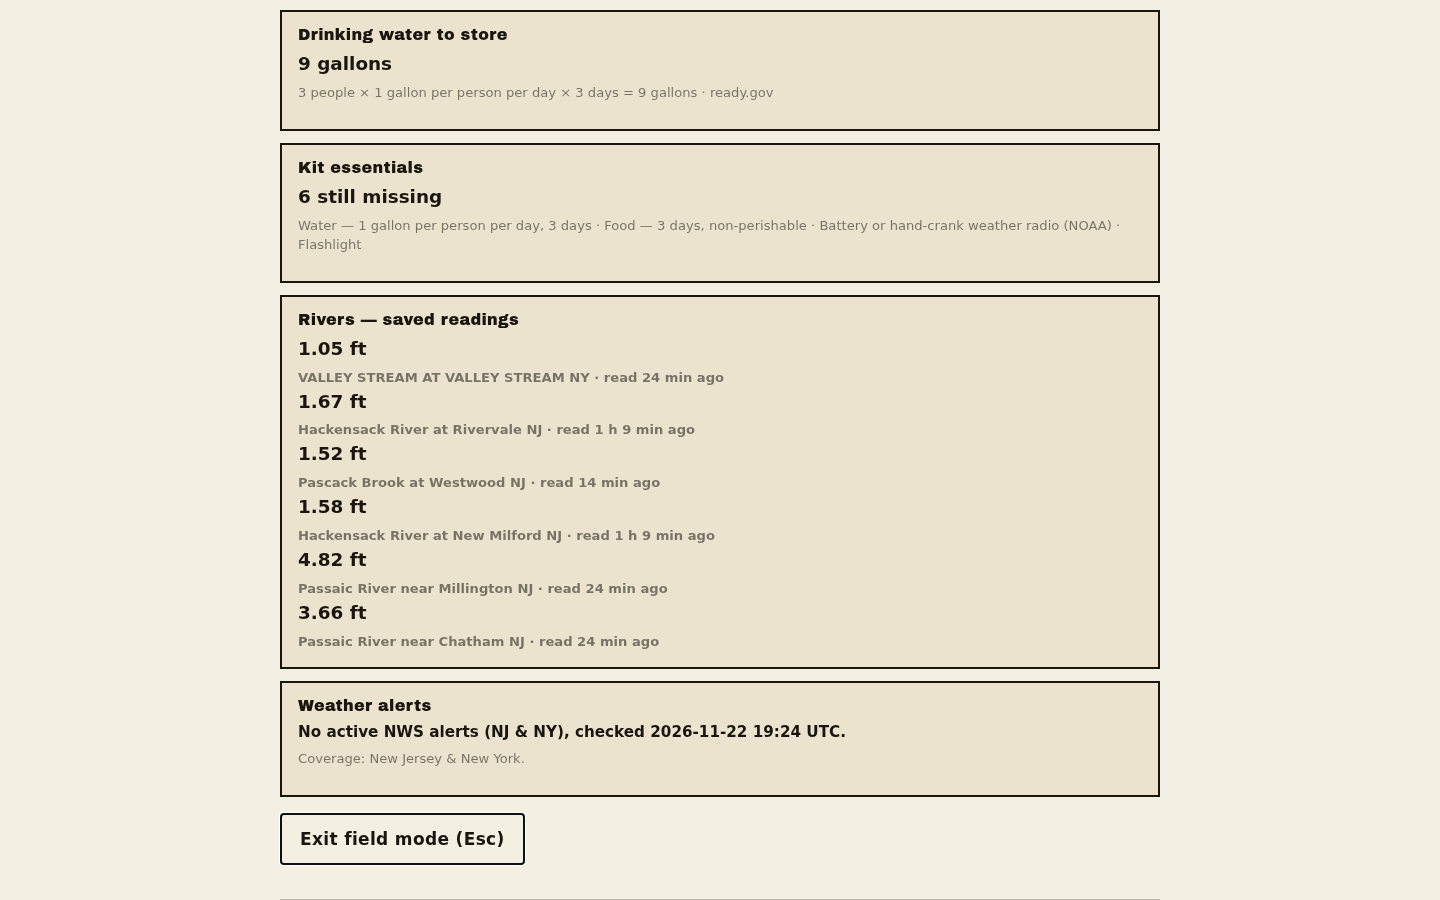 Drinking water to store
9 gallons
3 people × 1 gallon per person per day × 3 days = 9 gallons · ready.gov
Kit essentials
6 still missing
Water — 1 gallon per person per day, 3 days · Food — 3 days, non-perishable · Battery or hand-crank weather radio (NOAA) ·
Flashlight
Rivers — saved readings
1.05 ft
VALLEY STREAM AT VALLEY STREAM NY · read 24 min ago
1.67 ft
Hackensack River at Rivervale NJ · read 1 h 9 min ago
1.52 ft
Pascack Brook at Westwood NJ · read 14 min ago
1.58 ft
Hackensack River at New Milford NJ · read 1 h 9 min ago
4.82 ft
Passaic River near Millington NJ · read 24 min ago
3.66 ft
Passaic River near Chatham NJ · read 24 min ago
Weather alerts
No active NWS alerts (NJ & NY), checked 2026-11-22 19:24 UTC.
Coverage: New Jersey & New York.
Exit field mode (Esc)